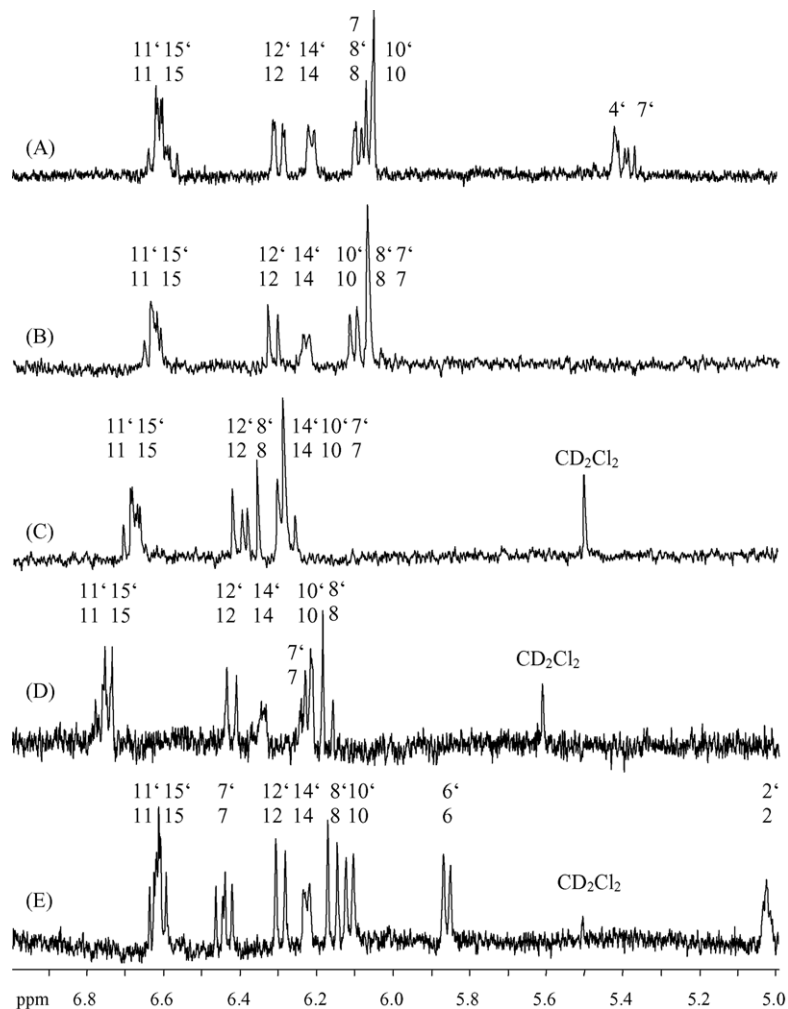 7
11‘ 15‘ 12‘ 14‘ 8‘ 10‘
11 15 12 14 8 10 4‘ 7‘
(A)
11‘ 15‘ 12‘ 14‘ 10‘ 8‘ 7‘
11 15 12 14 10 8 7
(B)
11‘ 15‘ 12‘ 8‘ 14‘ 10‘ 7‘
11 15 12 8 14 10 7
CD2Cl2
(C)
11‘ 15‘ 12‘ 14‘ 10‘ 8‘
11 15 12 14 10 8
7‘
7
CD2Cl2
(D)
11‘ 15‘ 7‘ 12‘ 14‘ 8‘ 10‘ 6‘ 2‘
11 15 7 12 14 8 10 6 2
CD2Cl2
(E)
ppm 6.8 6.6 6.4 6.2 6.0 5.8 5.6 5.4 5.2 5.0